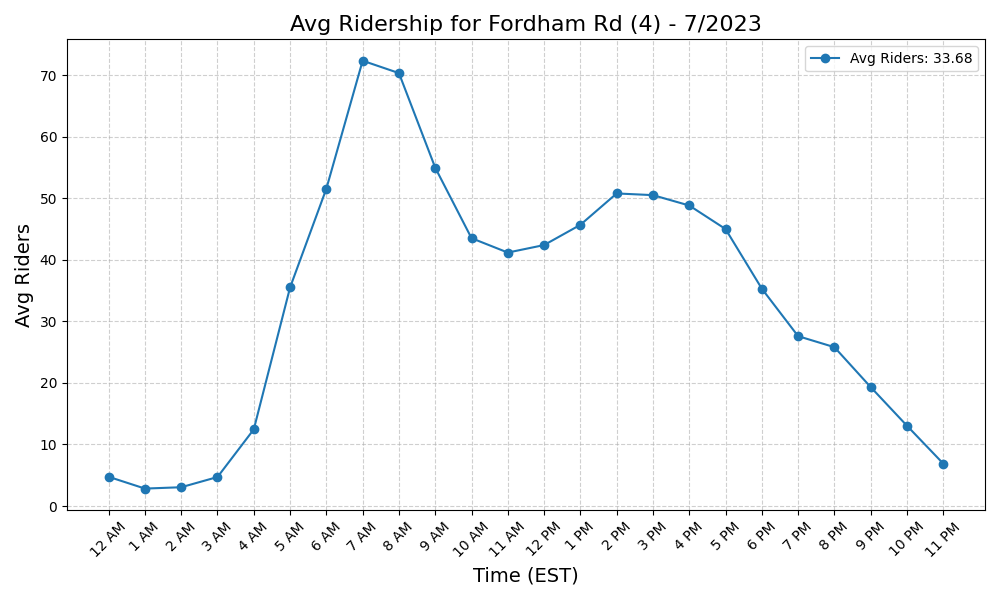 Avg Ridership for Fordham Rd (4) - 7/2023
Avg Riders: 33.68
Avg Riders
70
60
50
40
30
20
10
0
12 AM
1 AM
2 AM
3 AM
4 AM
5 AM
6 AM
7 AM
8 AM
9 AM
10 AM
11 AM
12 PM
1 PM
2 PM
3 PM
4 PM
5 PM
6 PM
7 PM
8 PM
9 PM
10 PM
11 PM
Time (EST)